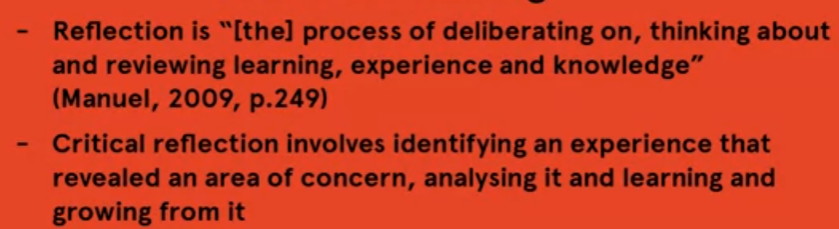 - Reflection is “[the] process of deliberating on, thinking about
and reviewing learning, experience and knowledge”
(Manuel, 2009, p.249)
- Critical reflection involves identifying an experience that
revealed an area of concern, analysing it and learning and
growing from it